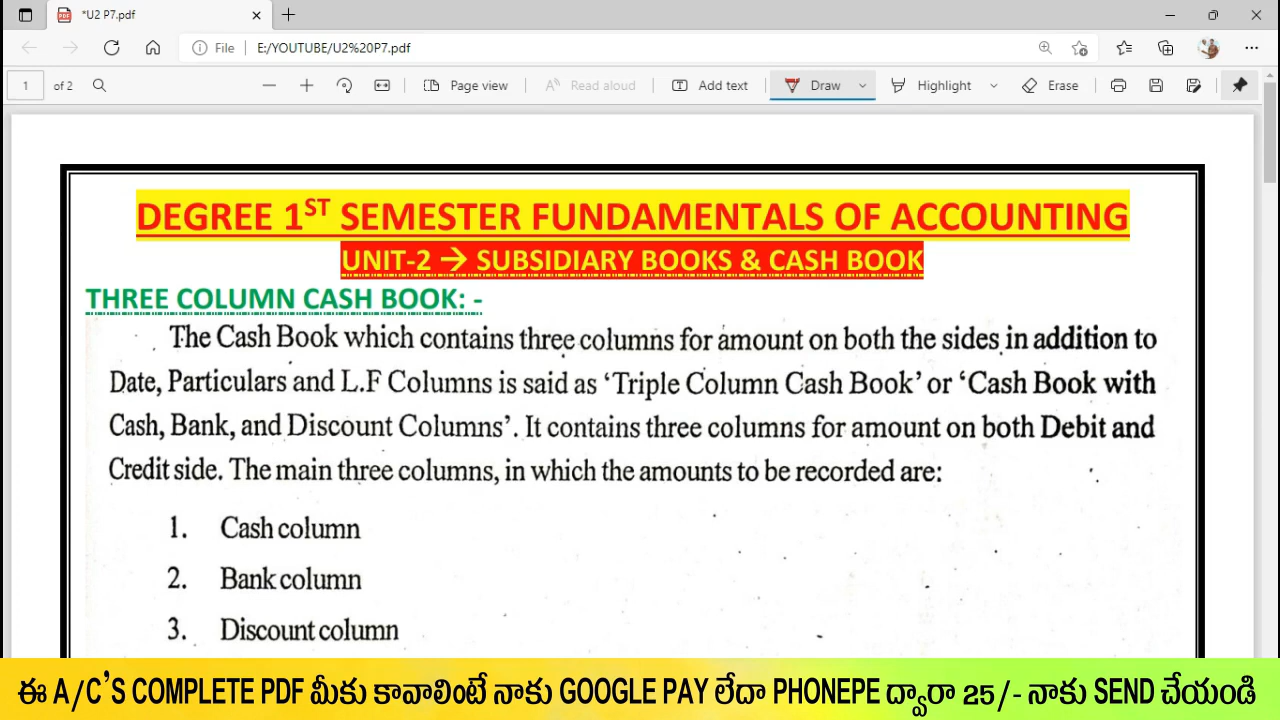 *U2 P7.pdf
File E:/YOUTUBE/U2%20P7.pdf
1 of 2 Page view Read aloud Add text Draw Highlight Erase
DEGREE 1ST SEMESTER FUNDAMENTALS OF ACCOUNTING
UNIT-2 → SUBSIDIARY BOOKS & CASH BOOK
THREE COLUMN CASH BOOK: -
The Cash Book which contains three columns for amount on both the sides in addition to
Date, Particulars and L.F Columns is said as ‘Triple Column Cash Book’ or ‘Cash Book with
Cash, Bank, and Discount Columns’. It contains three columns for amount on both Debit and
Credit side. The main three columns, in which the amounts to be recorded are:
1. Cash column
2. Bank column
3. Discount column
ఈ A/C'S COMPLETE PDF మీకు కావాలింటే నాకు GOOGLE PAY లేదా PHONEPE ద్వారా 25/- నాకు SEND చేయండి